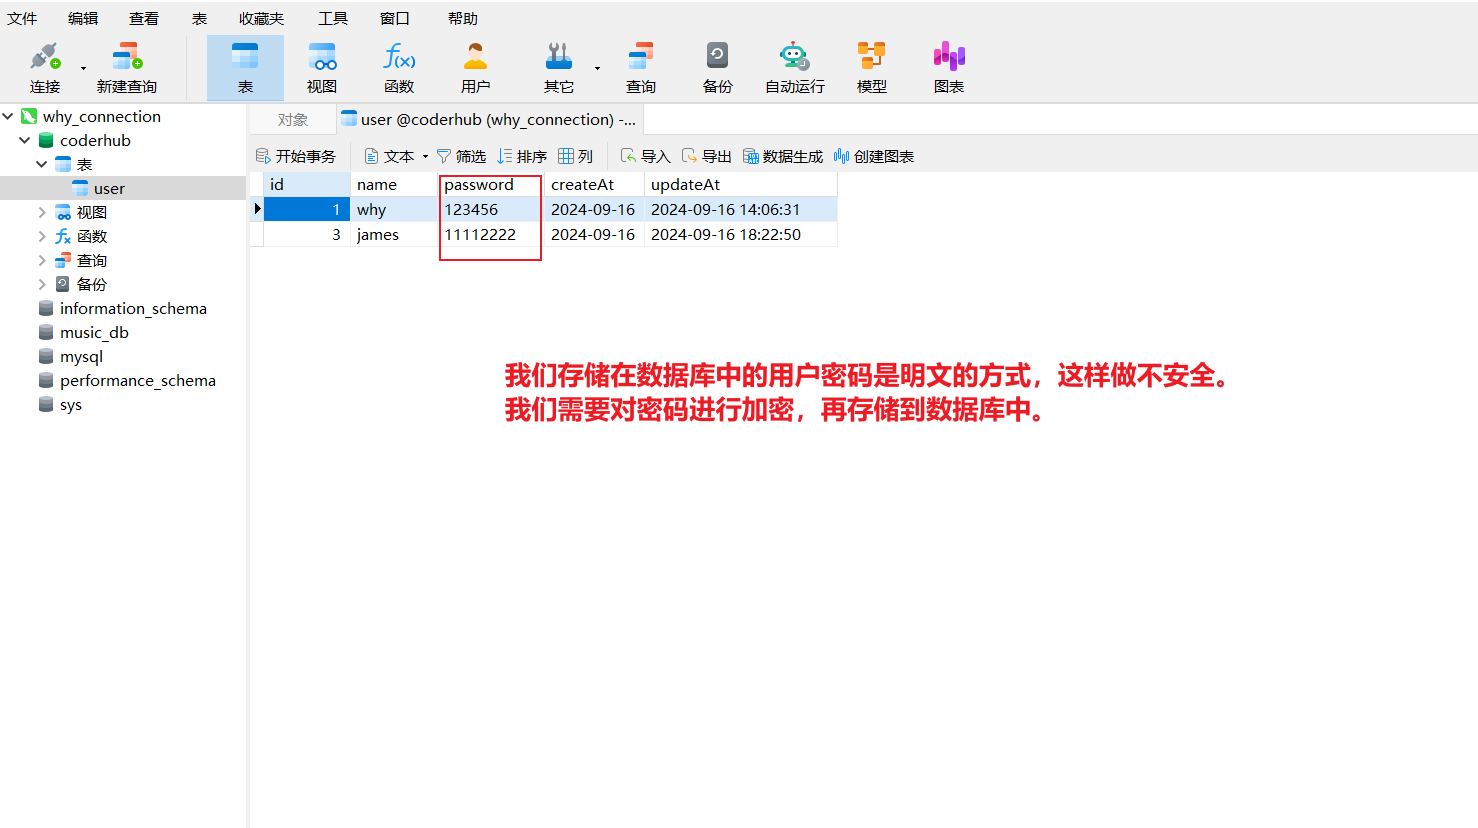 文件 编辑 查看 表 收藏夹 工具 窗口 帮助
连接 新建查询 表 视图 函数 用户 其它 查询 备份 自动运行 模型 图表
why_connection
coderhub
表
user
视图
函数
查询
备份
information_schema
music_db
mysql
performance_schema
sys
对象 user @coderhub (why_connection) -...
开始事务 文本 筛选 排序 列 导入 导出 数据生成 创建图表
id name password createAt updateAt
1 why 123456 2024-09-16 2024-09-16 14:06:31
3 james 11112222 2024-09-16 2024-09-16 18:22:50
我们存储在数据库中的用户密码是明文的方式，这样做不安全。
我们需要对密码进行加密，再存储到数据库中。